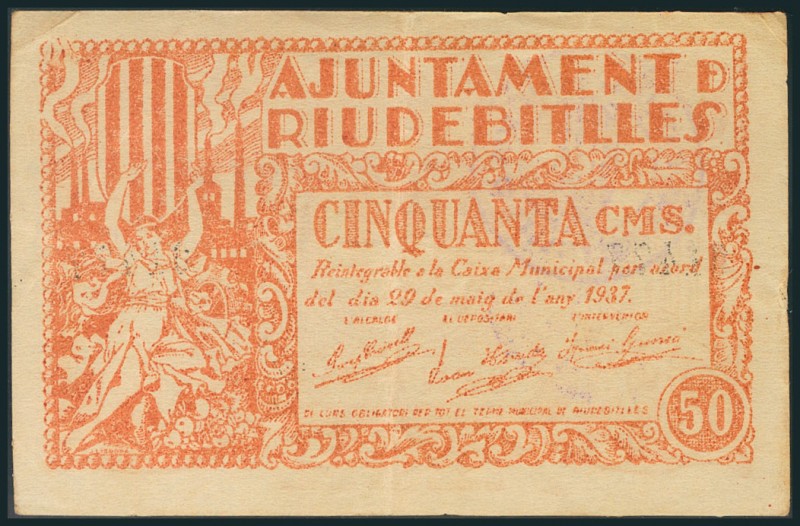 AJUNTAMENT D
RIUDEBITLLES
CINQUANTA CMS.
Reintegrable a la Caixa Municipal per acord
del dia 29 de maig de l'any 1937.
L'ALCALDE EL DEPOSITARI L'INTERVENTOR
DE CURS OBLIGATORI PER TOT EL TERME MUNICIPAL DE RIUDEBITLLES
50